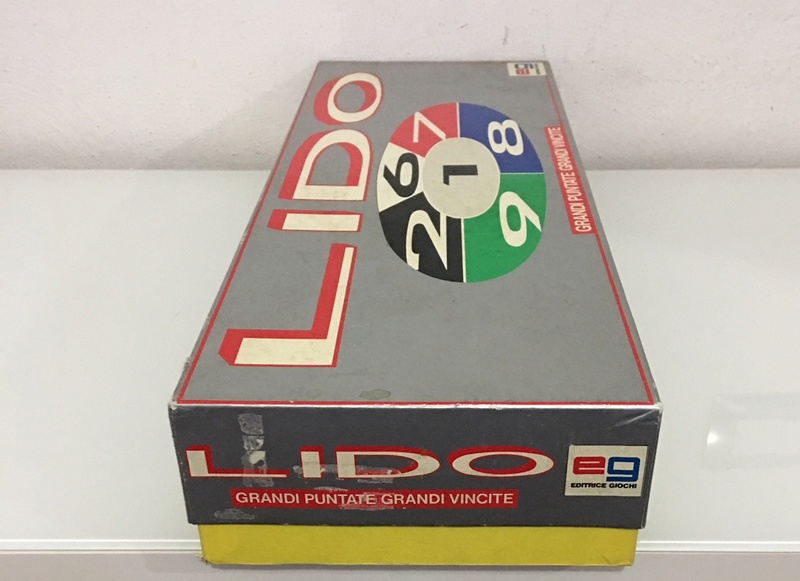 LIDO
7
8
6
1
2
9
GRANDI PUNTATE GRANDI VINCITE
eg
LIDO
GRANDI PUNTATE GRANDI VINCITE
eg
EDITRICE GIOCHI